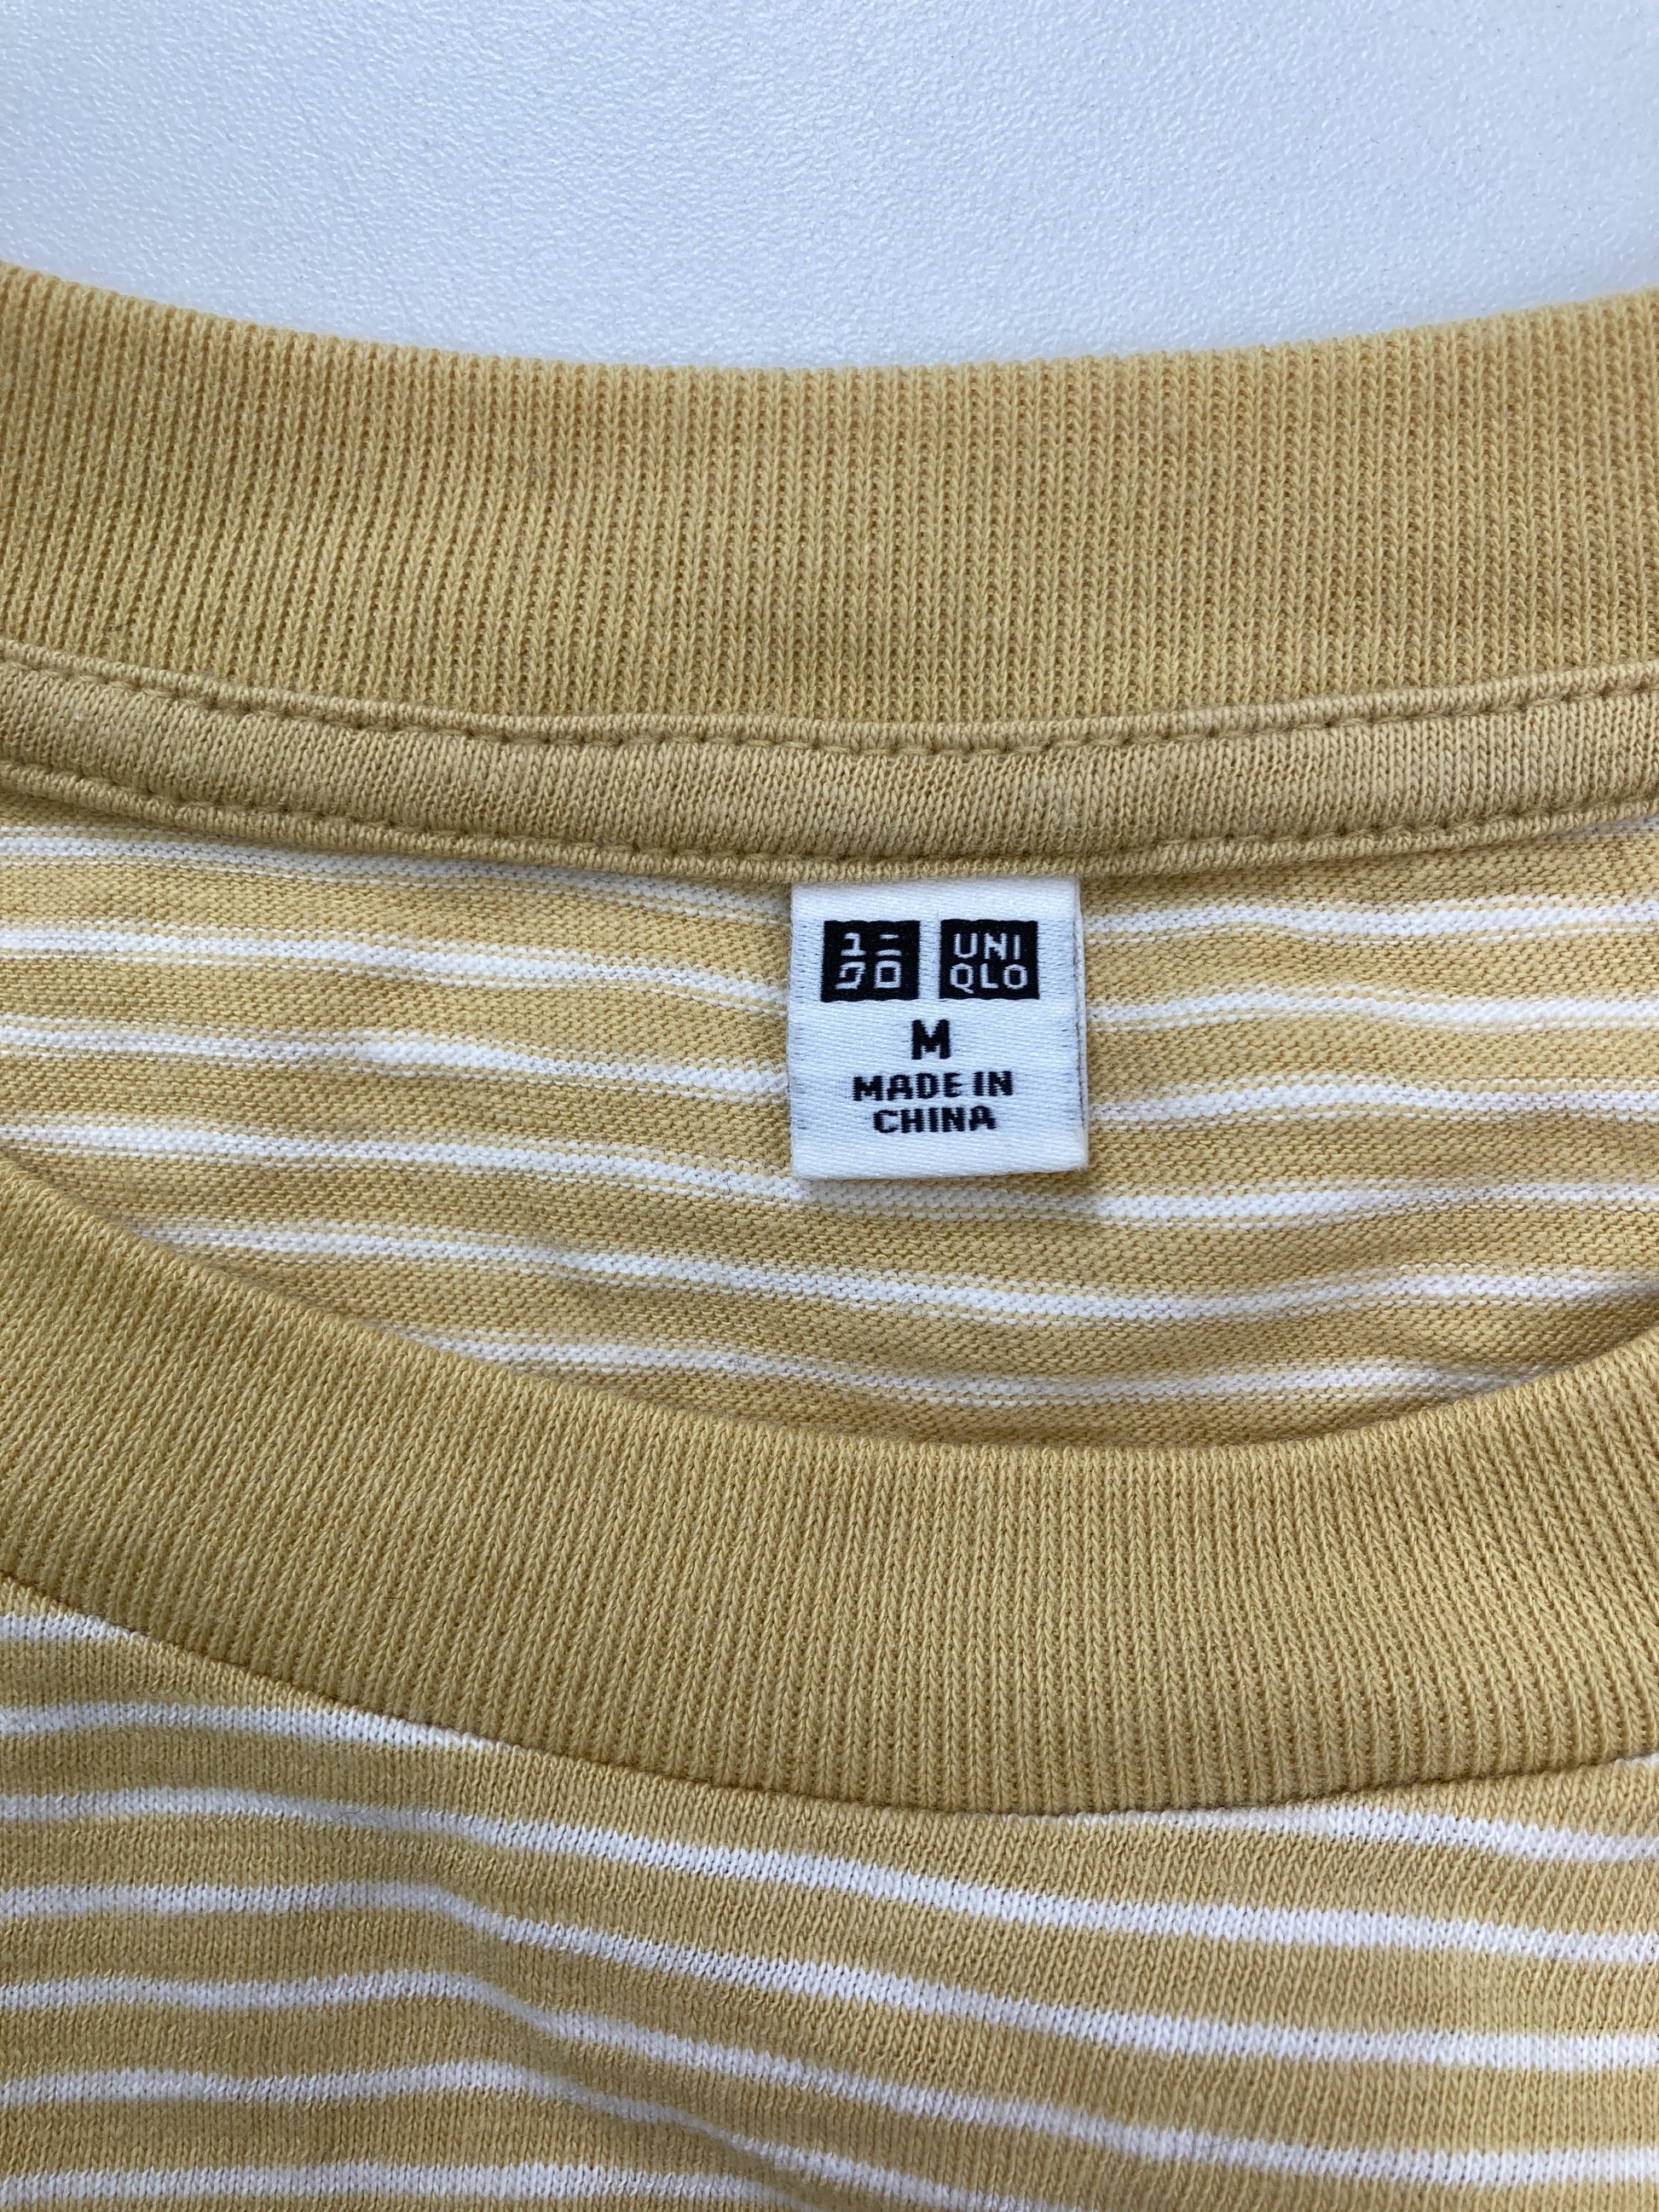 ユニ UNI
クロ QLO
M
MADE IN
CHINA